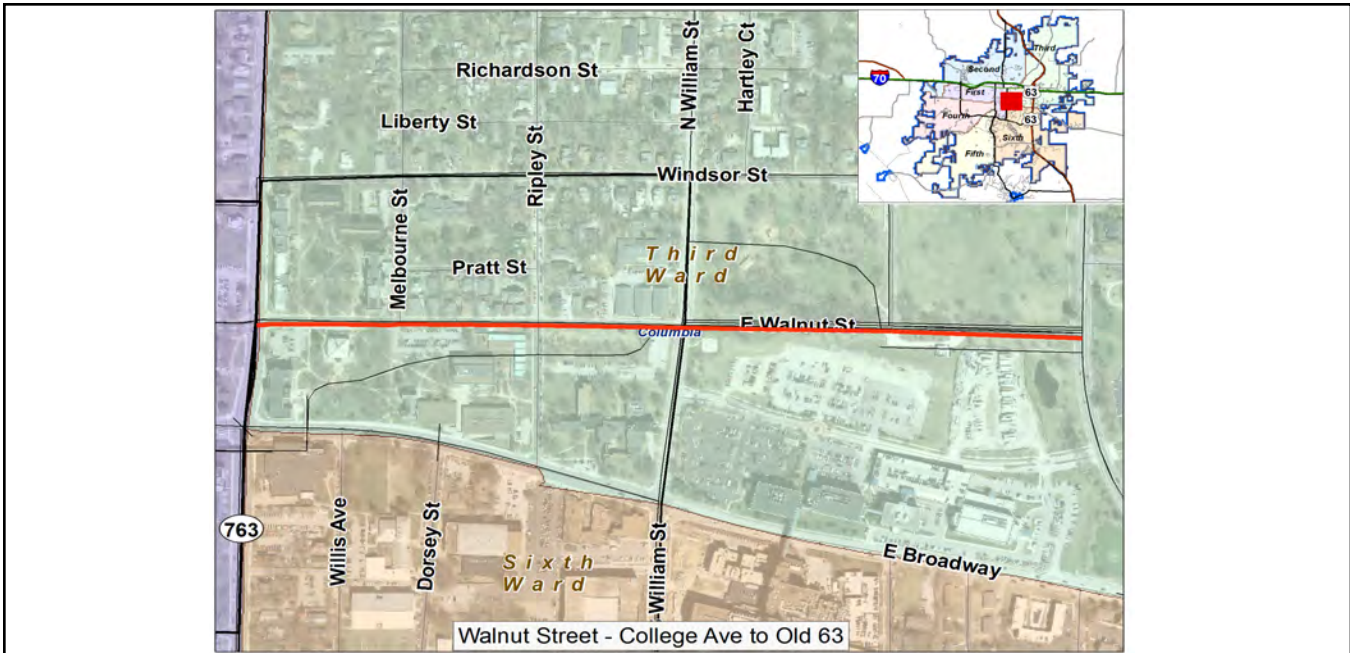 Richardson St
N William St
Hartley Ct
Liberty St
Ripley St
Windsor St
Melbourne St
Pratt St
Third
Ward
E Walnut St
Columbia
763
Willis Ave
Dorsey St
Sixth
Ward
William St
E Broadway
Walnut Street - College Ave to Old 63
70
Second
Third
First
63
Fourth
63
Sixth
Fifth